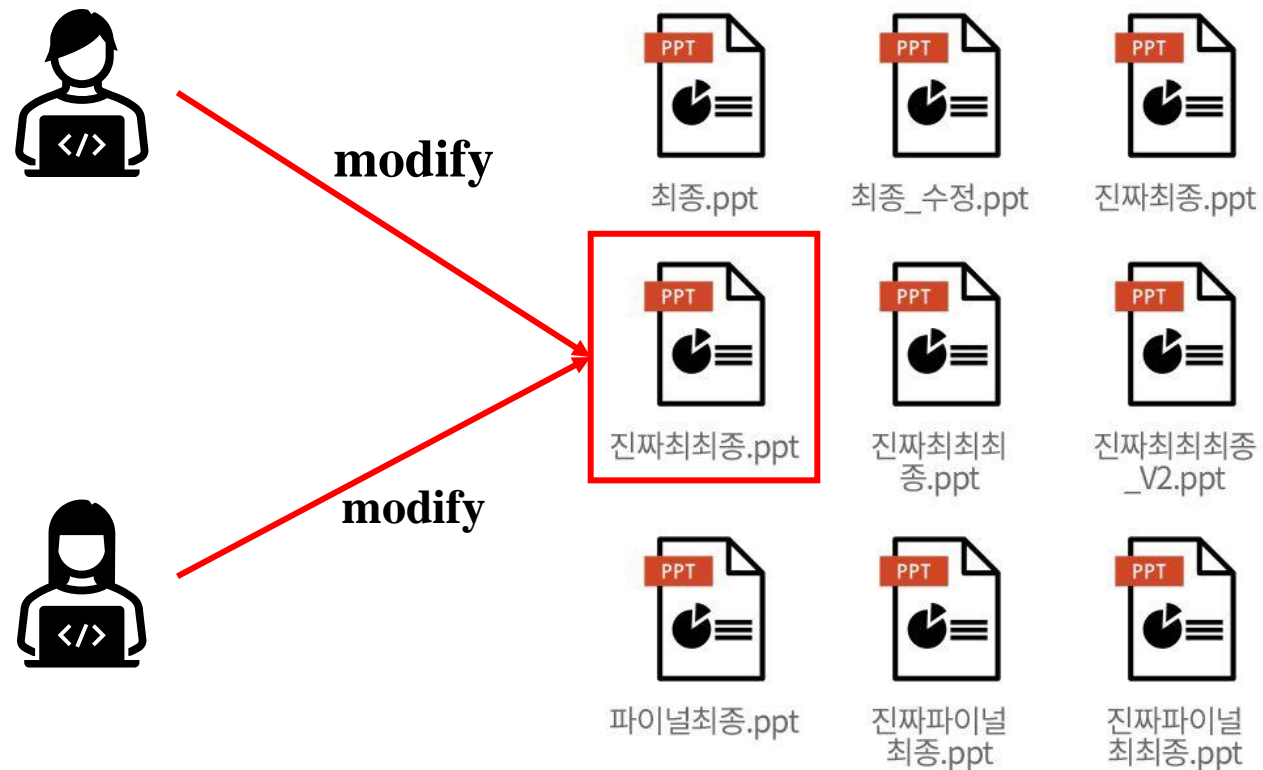 PPT
PPT
PPT
</>
modify
최종.ppt
최종_수정.ppt
진짜최종.ppt
PPT
PPT
PPT
진짜최최종.ppt
진짜최최최
종.ppt
진짜최최최종
_V2.ppt
modify
</>
PPT
PPT
PPT
파이널최종.ppt
진짜파이널
최종.ppt
진짜파이널
최최종.ppt